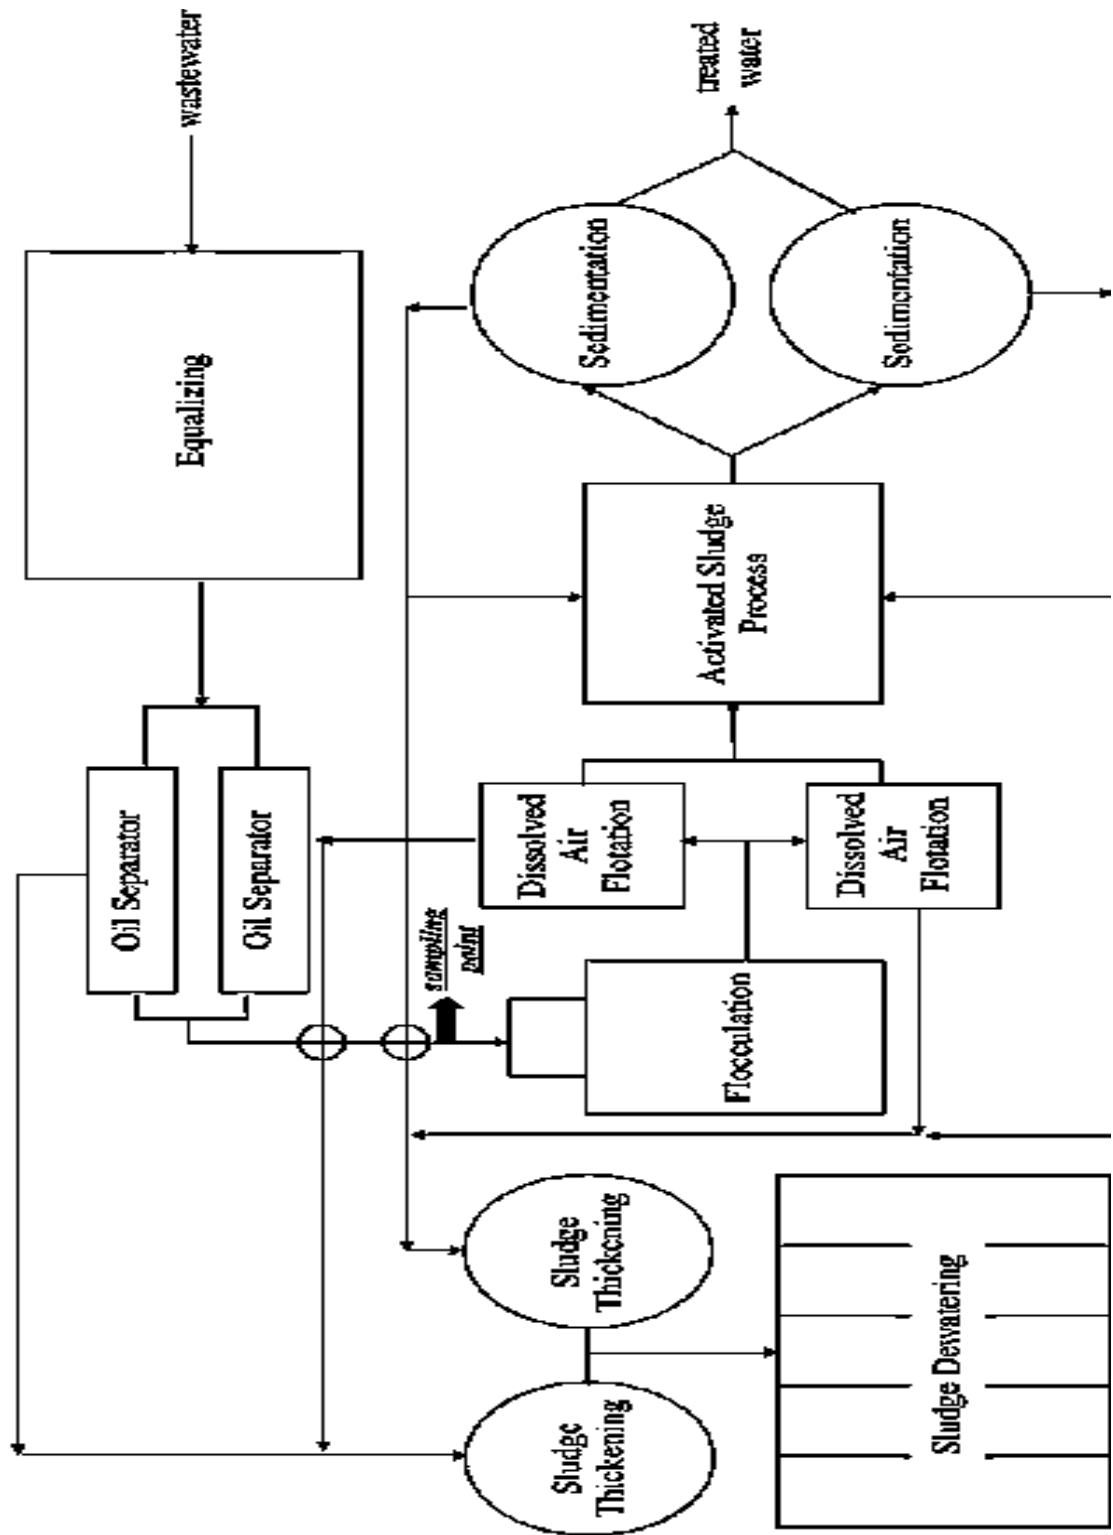 wastewater
Equalizing
Oil Separator
Oil Separator
sampling
point
Flocculation
Dissolved
Air
Flotation
Dissolved
Air
Flotation
Activated Sludge
Process
Sedimentation
Sedimentation
treated
water
Sludge
Thickening
Sludge
Thickening
Sludge Dewatering